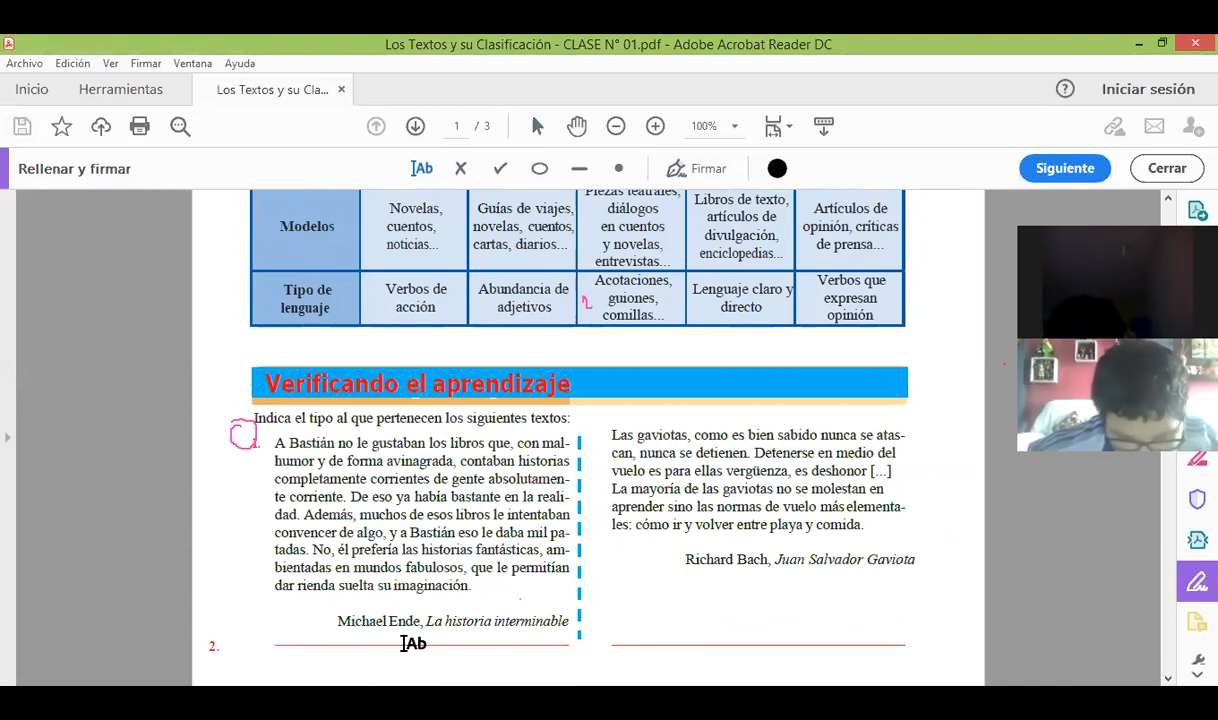 Los Textos y su Clasificación - CLASE N° 01.pdf - Adobe Acrobat Reader DC
Archivo Edición Ver Firmar Ventana Ayuda
Inicio Herramientas Los Textos y su Cla... × Iniciar sesión
1 / 3 100%
Rellenar y firmar Ab Firmar Siguiente Cerrar
Modelos
Novelas,
cuentos,
noticias...
Guías de viajes,
novelas, cuentos,
cartas, diarios...
Piezas teatrales,
diálogos
en cuentos
y novelas,
entrevistas...
Libros de texto,
artículos de
divulgación,
enciclopedias...
Artículos de
opinión, críticas
de prensa...
Tipo de
lenguaje
Verbos de
acción
Abundancia de
adjetivos
Acotaciones,
guiones,
comillas...
Lenguaje claro y
directo
Verbos que
expresan
opinión
Verificando el aprendizaje
Indica el tipo al que pertenecen los siguientes textos:
1. A Bastián no le gustaban los libros que, con mal-
humor y de forma avinagrada, contaban historias
completamente corrientes de gente absolutamen-
te corriente. De eso ya había bastante en la reali-
dad. Además, muchos de esos libros le intentaban
convencer de algo, y a Bastián eso le daba mil pa-
tadas. No, él prefería las historias fantásticas, am-
bientadas en mundos fabulosos, que le permitían
dar rienda suelta su imaginación.
Michael Ende, La historia interminable
Ab
2.
Las gaviotas, como es bien sabido nunca se atas-
can, nunca se detienen. Detenerse en medio del
vuelo es para ellas vergüenza, es deshonor [...]
La mayoría de las gaviotas no se molestan en
aprender sino las normas de vuelo más elementa-
les: cómo ir y volver entre playa y comida.
Richard Bach, Juan Salvador Gaviota